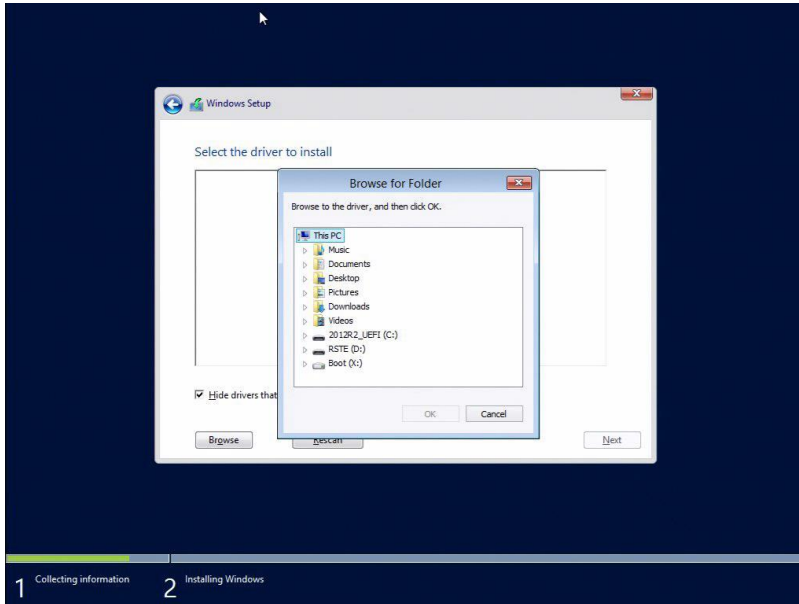 Windows Setup
Select the driver to install
Browse for Folder
Browse to the driver, and then click OK.
This PC
Music
Documents
Desktop
Pictures
Downloads
Videos
2012R2_UEFI (C:)
RSTE (D:)
Boot (X:)
Hide drivers that
OK Cancel
Browse Rescan Next
1 Collecting information 2 Installing Windows